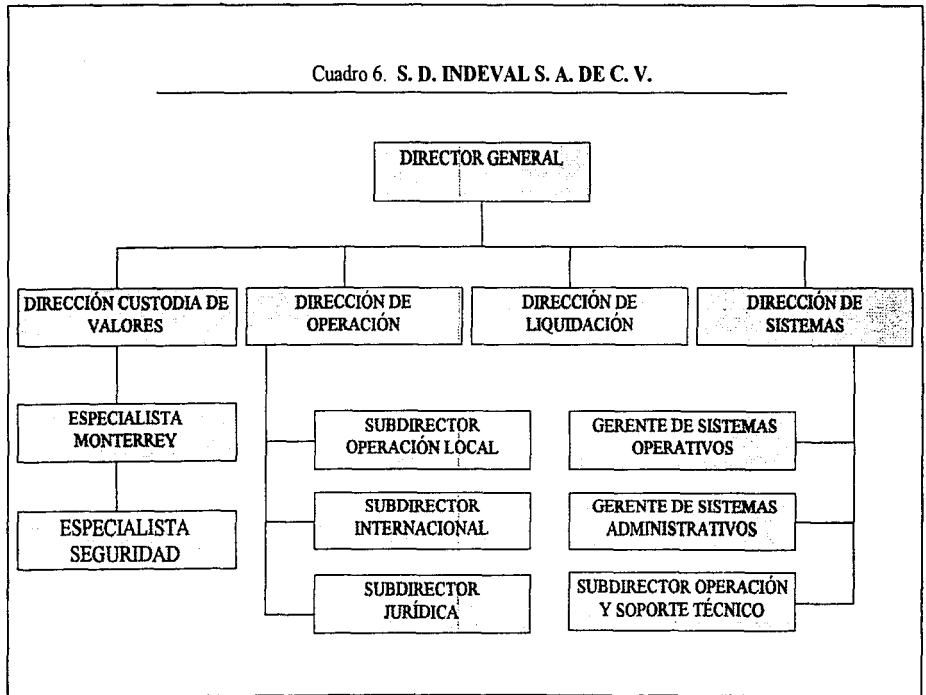 Cuadro 6. S. D. INDEVAL S. A. DE C. V.
DIRECTOR GENERAL
DIRECCIÓN CUSTODIA DE
VALORES
DIRECCIÓN DE
OPERACIÓN
DIRECCIÓN DE
LIQUIDACIÓN
DIRECCIÓN DE
SISTEMAS
ESPECIALISTA
MONTERREY
ESPECIALISTA
SEGURIDAD
SUBDIRECTOR
OPERACIÓN LOCAL
SUBDIRECTOR
INTERNACIONAL
SUBDIRECTOR
JURÍDICA
GERENTE DE SISTEMAS
OPERATIVOS
GERENTE DE SISTEMAS
ADMINISTRATIVOS
SUBDIRECTOR OPERACIÓN
Y SOPORTE TÉCNICO